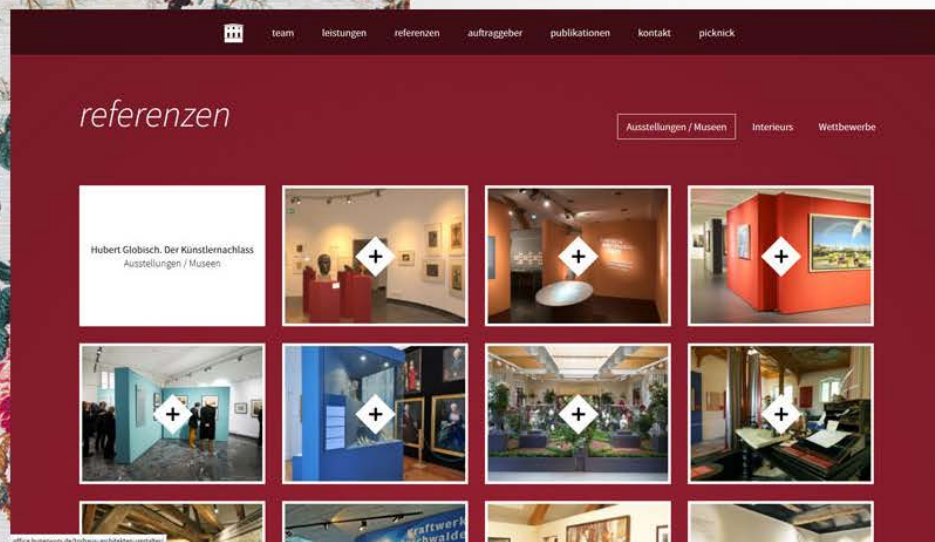 team leistungen referenzen auftraggeber publikationen kontakt picknick
referenzen
Ausstellungen / Museen Interieurs Wettbewerbe
Hubert Globisch. Der Künstlernachlass
Ausstellungen / Museen